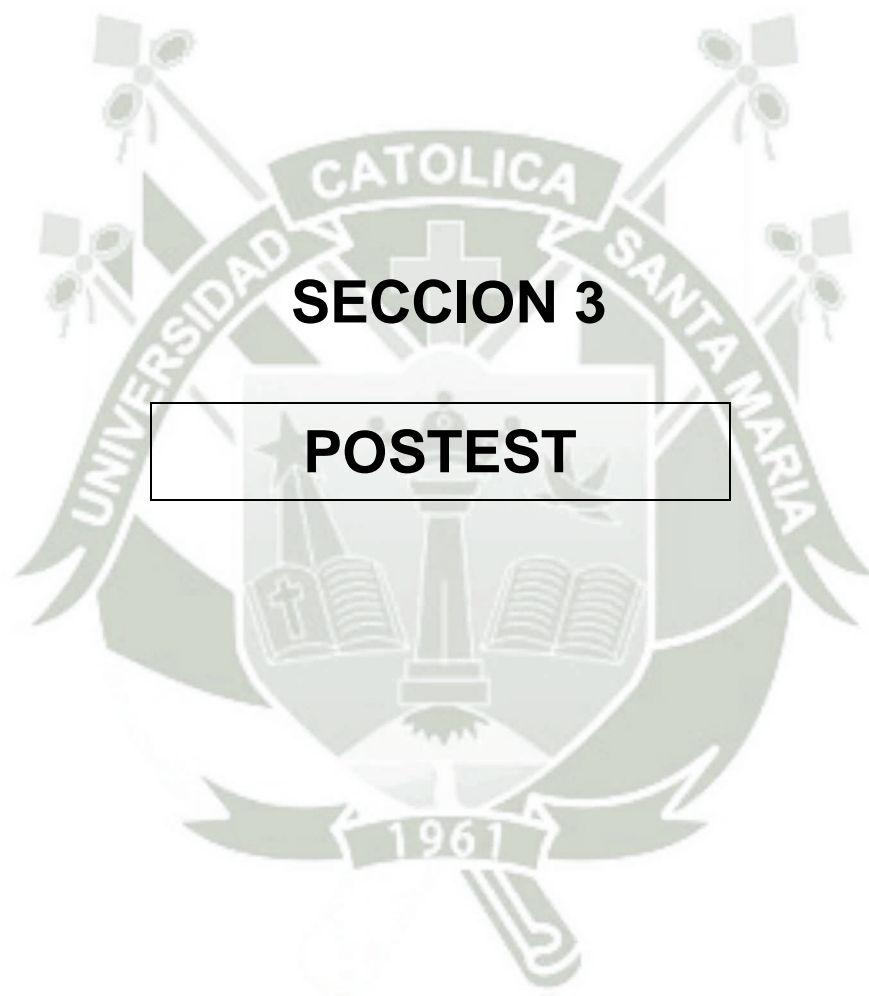 CATOLICA
UNIVERSIDAD
SANTA MARIA
SECCION 3
POSTEST
1961